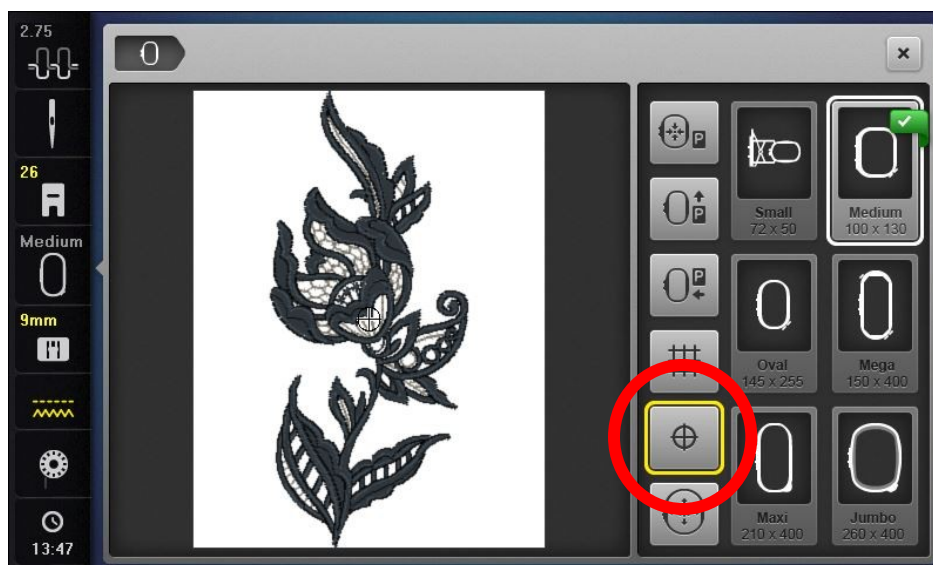 2.75
26
Medium
9mm
13:47
P
P
P
Small
72 x 50
Medium
100 x 130
Oval
145 x 255
Mega
150 x 400
Maxi
210 x 400
Jumbo
260 x 400